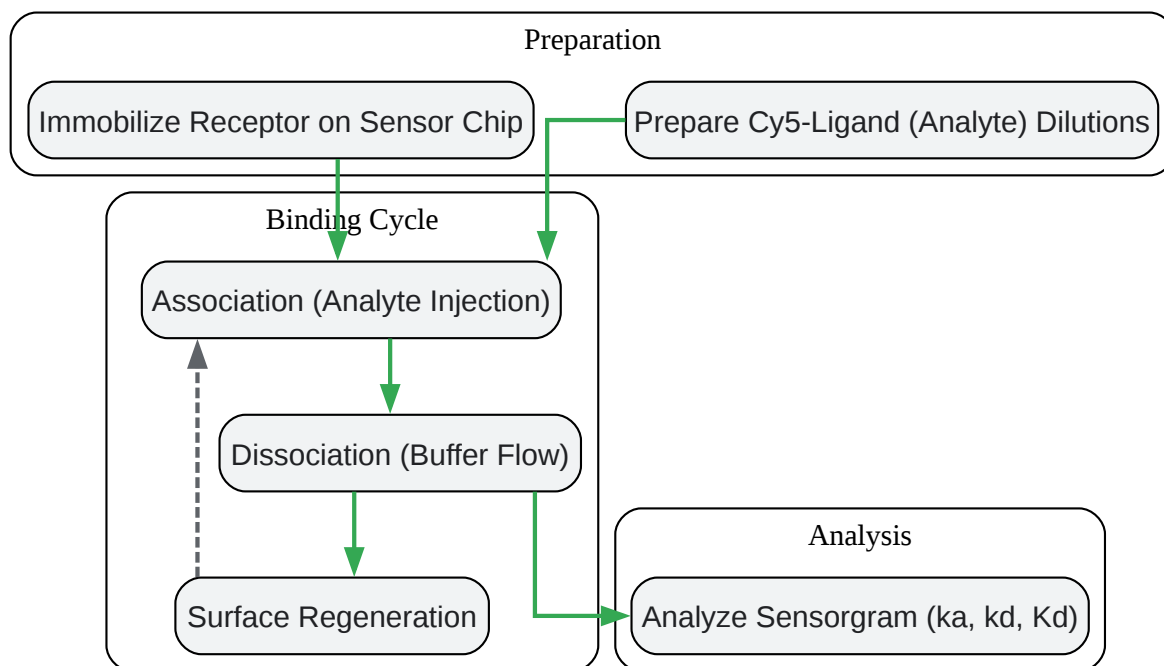 Preparation
Immobilize Receptor on Sensor Chip
Prepare Cy5-Ligand (Analyte) Dilutions
Binding Cycle
Association (Analyte Injection)
Dissociation (Buffer Flow)
Surface Regeneration
Analysis
Analyze Sensorgram (ka, kd, Kd)